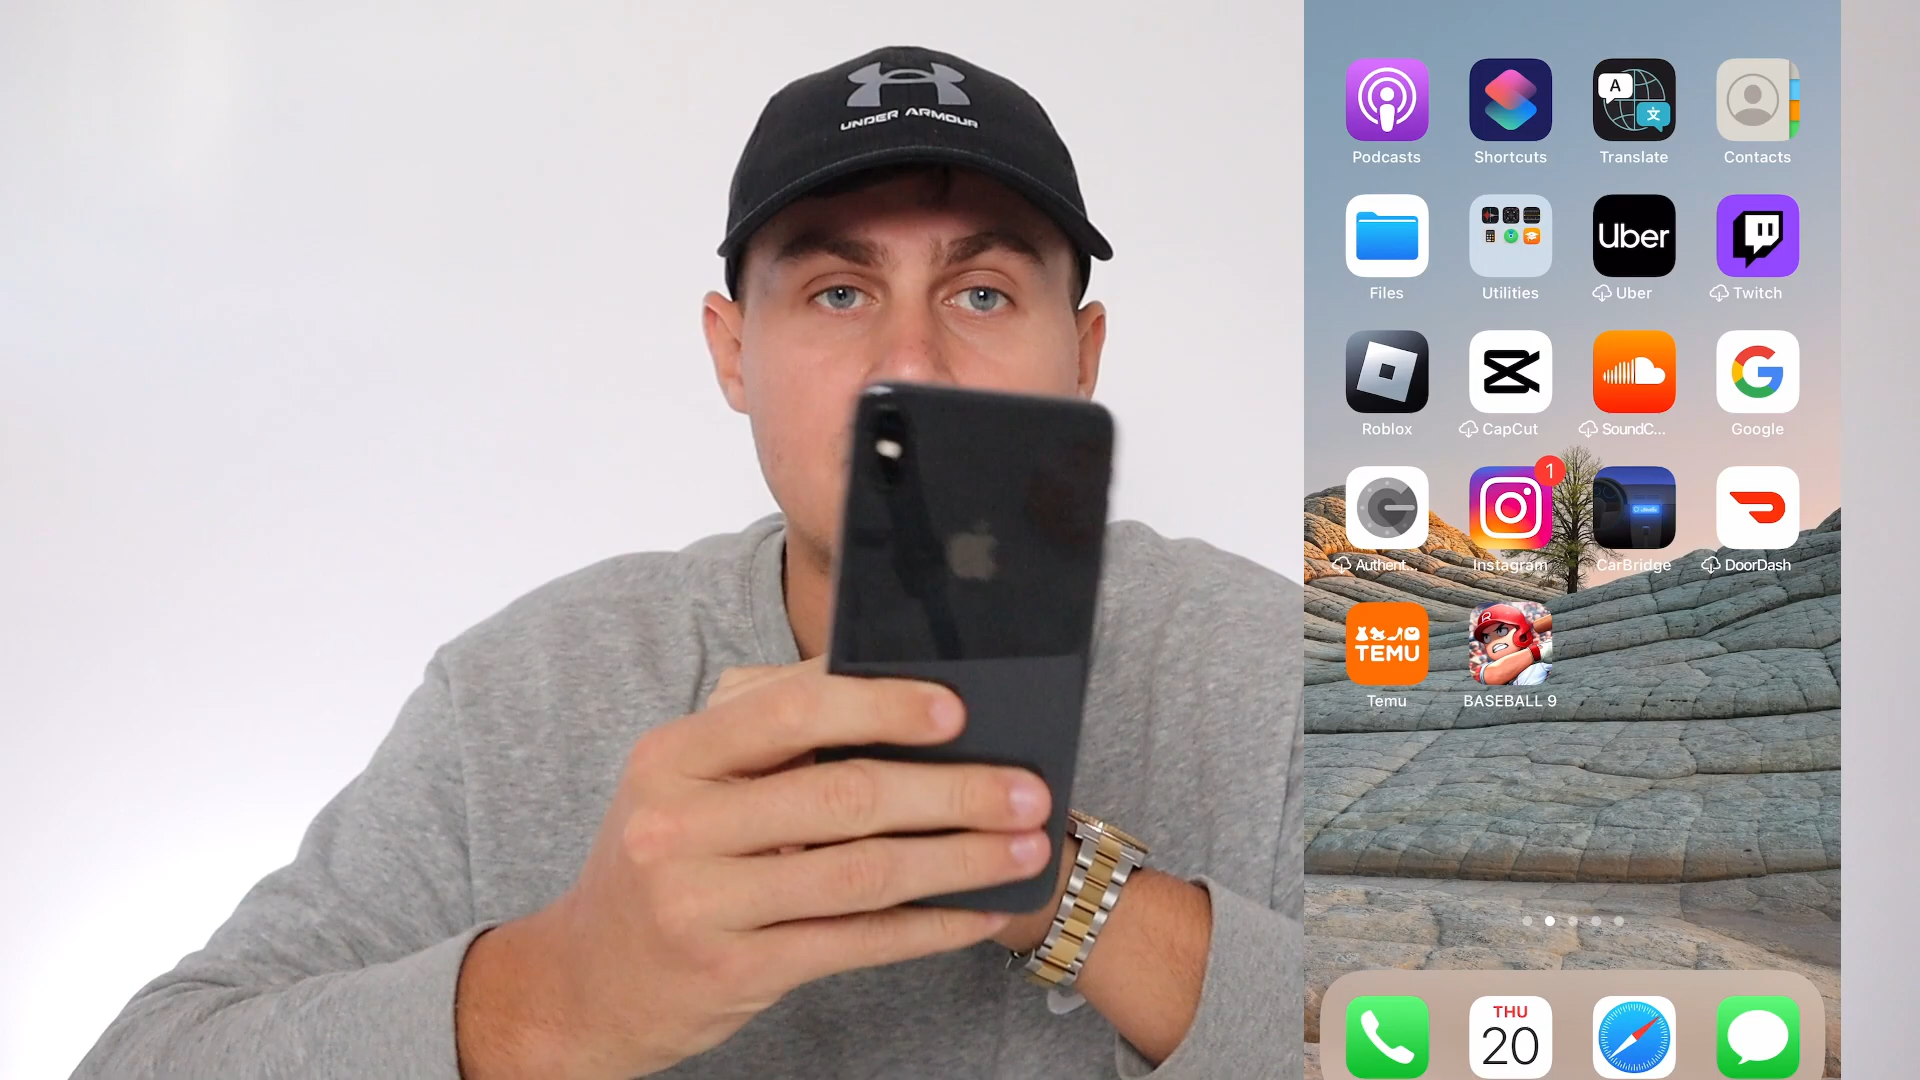 UNDER ARMOUR
Podcasts
Shortcuts
A
文
Translate
Contacts
Files
Utilities
Uber
Uber
Twitch
Roblox
CapCut
SoundC...
Google
Authent...
1
Instagram
CarBridge
DoorDash
TEMU
Temu
R
BASEBALL 9
THU
20